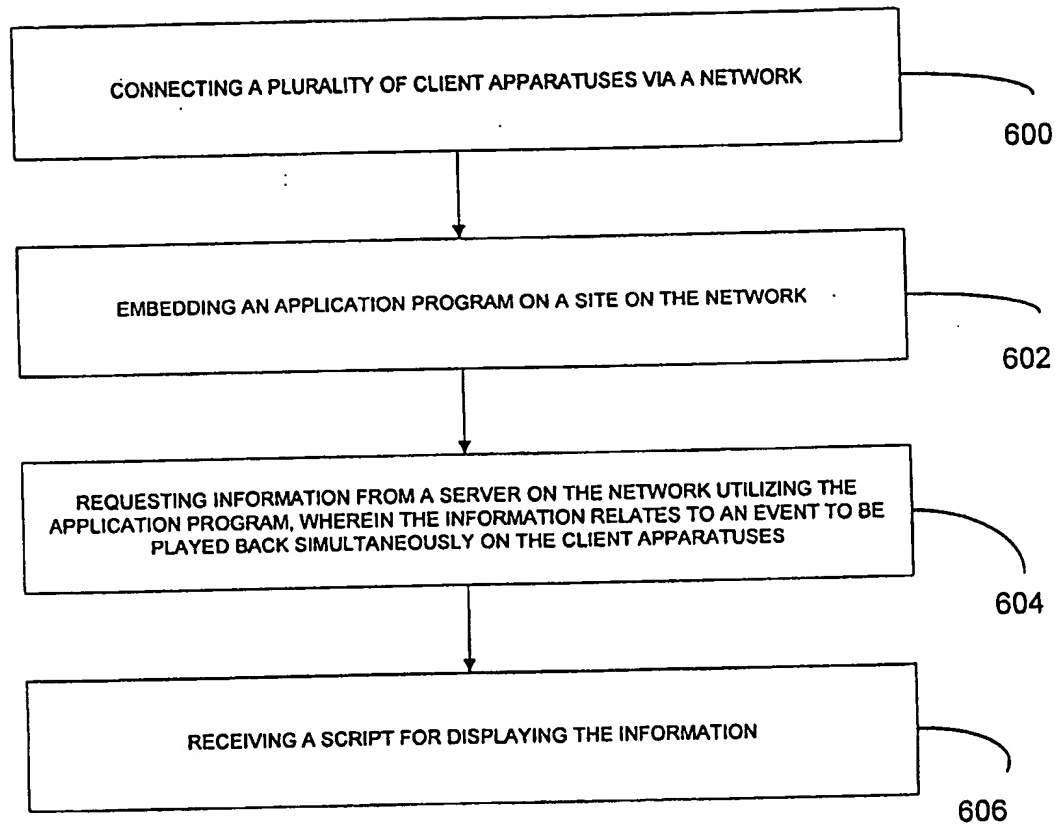 CONNECTING A PLURALITY OF CLIENT APPARATUSES VIA A NETWORK
600
EMBEDDING AN APPLICATION PROGRAM ON A SITE ON THE NETWORK
602
REQUESTING INFORMATION FROM A SERVER ON THE NETWORK UTILIZING THE
APPLICATION PROGRAM, WHEREIN THE INFORMATION RELATES TO AN EVENT TO BE
PLAYED BACK SIMULTANEOUSLY ON THE CLIENT APPARATUSES
604
RECEIVING A SCRIPT FOR DISPLAYING THE INFORMATION
606